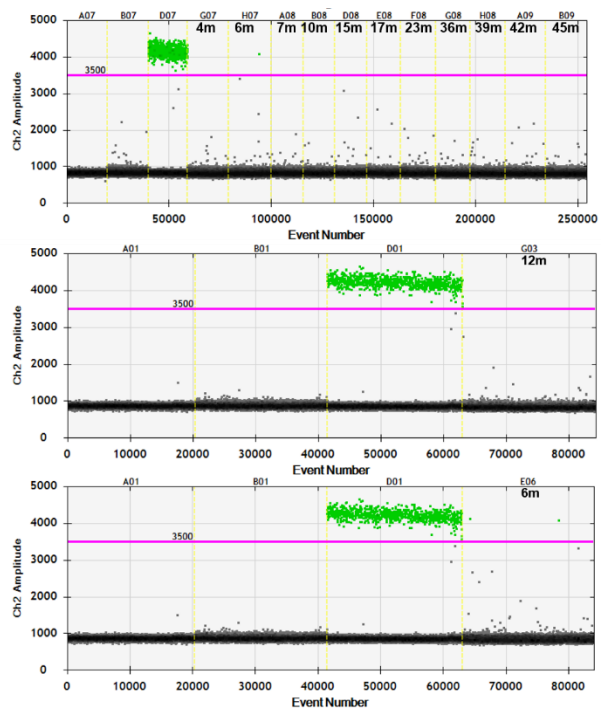 A07 B07 D07 G07 H07 A08 B08 D08 E08 F08 G08 H08 A09 B09
4m 6m 7m 10m 15m 17m 23m 36m 39m 42m 45m
5000
4000
3500
3000
2000
1000
0
Ch2 Amplitude
0 50000 100000 150000 200000 250000
Event Number
A01 B01 D01 G03
12m
5000
4000
3500
3000
2000
1000
0
Ch2 Amplitude
0 10000 20000 30000 40000 50000 60000 70000 80000
Event Number
A01 B01 D01 E06
6m
5000
4000
3500
3000
2000
1000
0
Ch2 Amplitude
0 10000 20000 30000 40000 50000 60000 70000 80000
Event Number